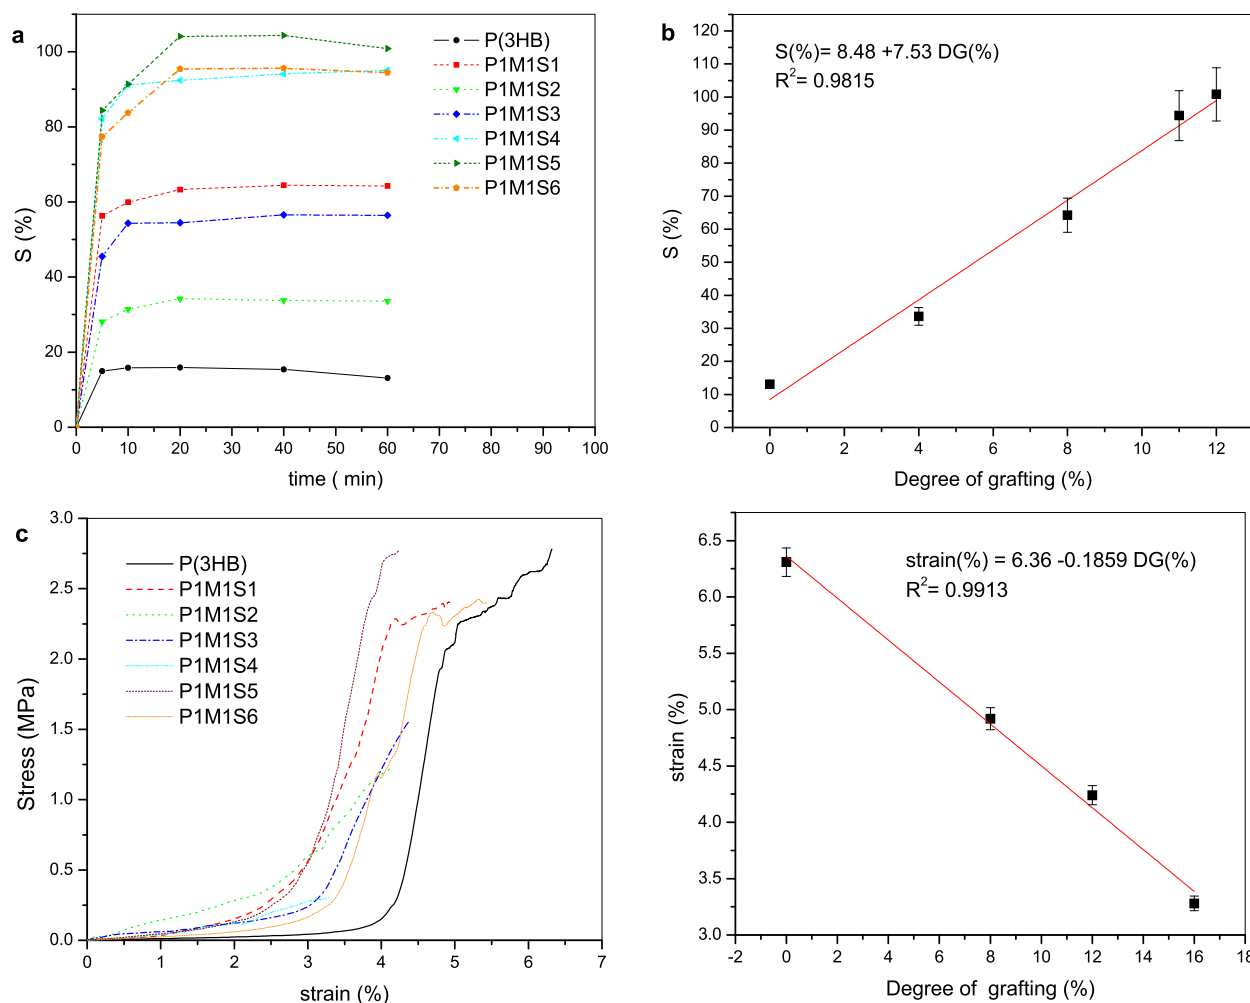 a
P(3HB)
P1M1S1
P1M1S2
P1M1S3
P1M1S4
P1M1S5
P1M1S6
S (%)
100
80
60
40
20
0
0 10 20 30 40 50 60 70 80 90 100
time ( min)
b
S(%)= 8.48 +7.53 DG(%)
R²= 0.9815
S (%)
120
110
100
90
80
70
60
50
40
30
20
10
0
0 2 4 6 8 10 12
Degree of grafting (%)
c
P(3HB)
P1M1S1
P1M1S2
P1M1S3
P1M1S4
P1M1S5
P1M1S6
Stress (MPa)
3.0
2.5
2.0
1.5
1.0
0.5
0.0
0 1 2 3 4 5 6 7
strain (%)
strain(%) = 6.36 -0.1859 DG(%)
R²= 0.9913
strain (%)
6.5
6.0
5.5
5.0
4.5
4.0
3.5
3.0
-2 0 2 4 6 8 10 12 14 16 18
Degree of grafting (%)